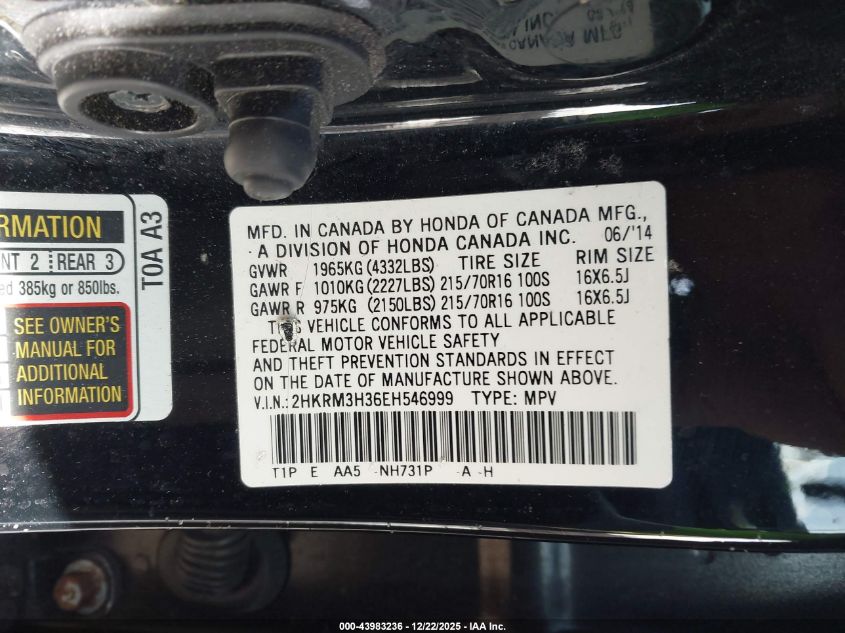 RMATION
NT 2 REAR 3
ed 385kg or 850lbs.
SEE OWNER'S
MANUAL FOR
ADDITIONAL
INFORMATION
TOA A3
MFD. IN CANADA BY HONDA OF CANADA MFG.,
A DIVISION OF HONDA CANADA INC. 06/'14
GVWR 1965KG (4332LBS) TIRE SIZE RIM SIZE
GAWR F 1010KG (2227LBS) 215/70R16 100S 16X6.5J
GAWR R 975KG (2150LBS) 215/70R16 100S 16X6.5J
VEHICLE CONFORMS TO ALL APPLICABLE
FEDERAL MOTOR VEHICLE SAFETY
AND THEFT PREVENTION STANDARDS IN EFFECT
ON THE DATE OF MANUFACTURE SHOWN ABOVE.
V.I.N.: 2HKRM3H36EH546999 TYPE: MPV
T1P E AA5 NH731P A H
000-43983236 - 12/22/2025 - IAA Inc.